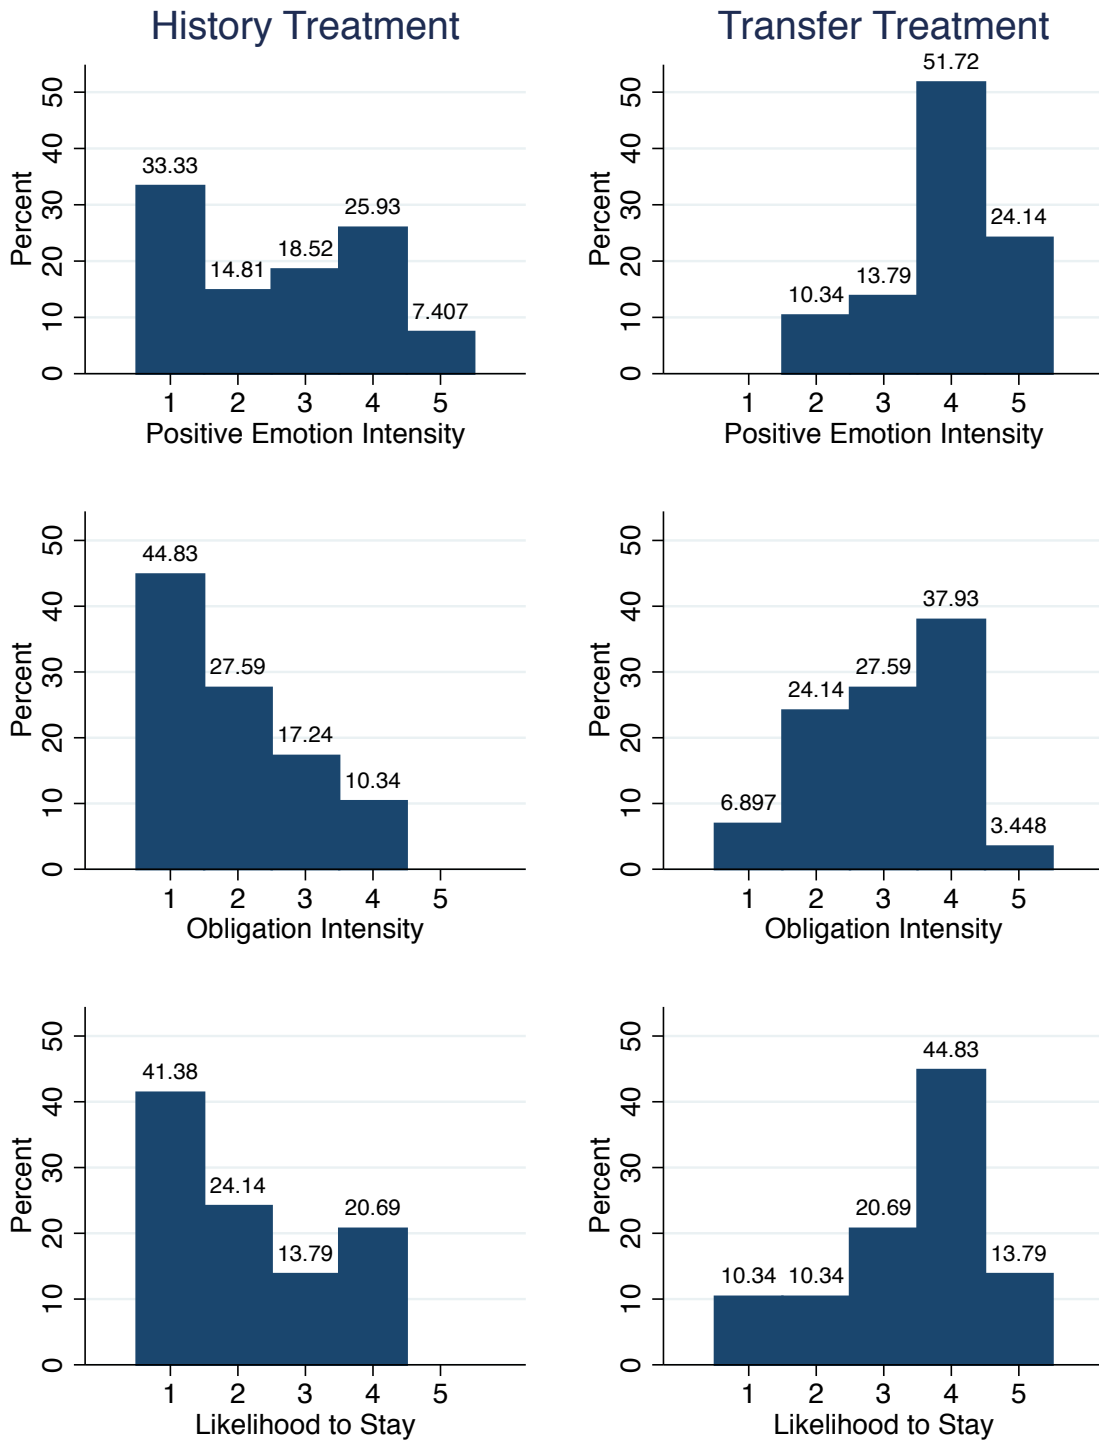 History Treatment
Transfer Treatment
Percent
0 10 20 30 40 50
33.33
14.81
18.52
25.93
7.407
1 2 3 4 5
Positive Emotion Intensity
Percent
0 10 20 30 40 50
10.34
13.79
51.72
24.14
1 2 3 4 5
Positive Emotion Intensity
Percent
0 10 20 30 40 50
44.83
27.59
17.24
10.34
1 2 3 4 5
Obligation Intensity
Percent
0 10 20 30 40 50
6.897
24.14
27.59
37.93
3.448
1 2 3 4 5
Obligation Intensity
Percent
0 10 20 30 40 50
41.38
24.14
13.79
20.69
1 2 3 4 5
Likelihood to Stay
Percent
0 10 20 30 40 50
10.34
10.34
20.69
44.83
13.79
1 2 3 4 5
Likelihood to Stay